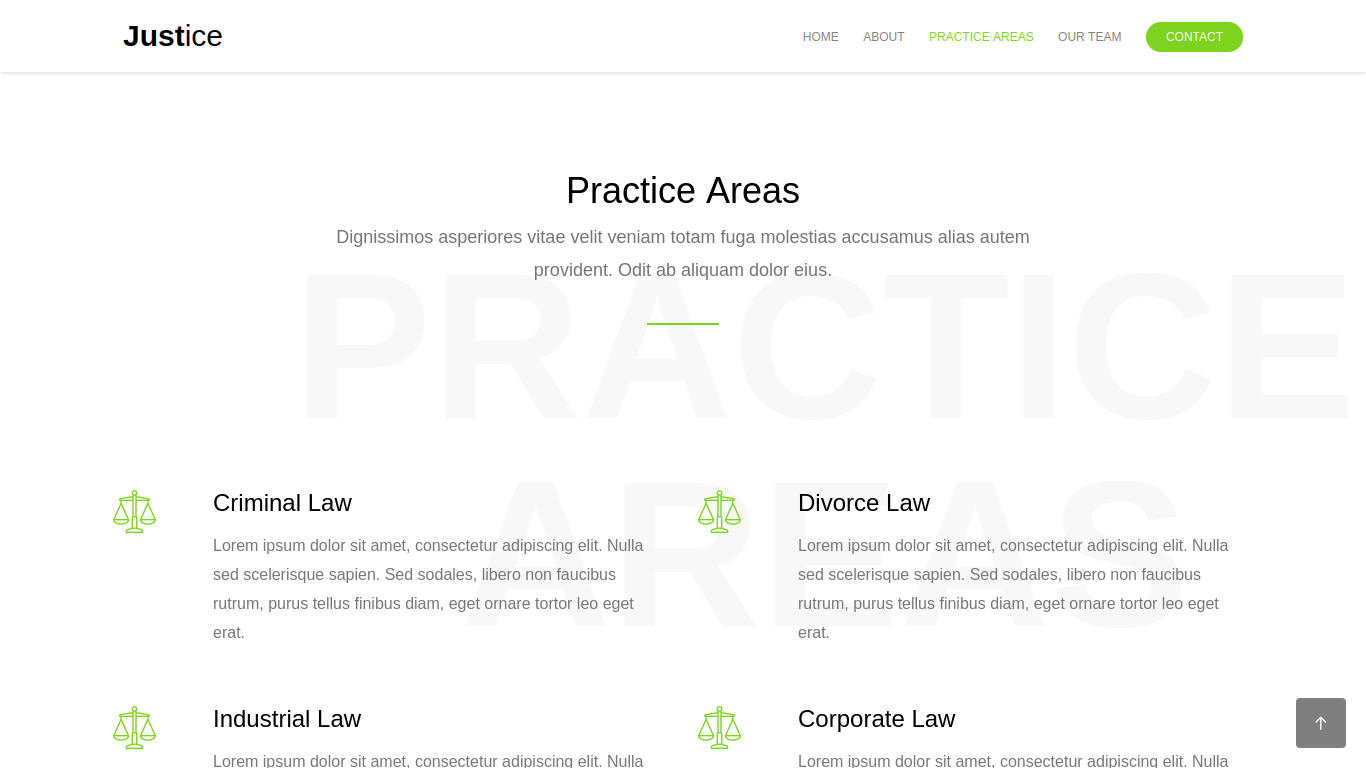 Justice
HOME ABOUT PRACTICE AREAS OUR TEAM CONTACT
Practice Areas
Dignissimos asperiores vitae velit veniam totam fuga molestias accusamus alias autem
provident. Odit ab aliquam dolor eius.
PRACTICE
AREAS
Criminal Law
Lorem ipsum dolor sit amet, consectetur adipiscing elit. Nulla
sed scelerisque sapien. Sed sodales, libero non faucibus
rutrum, purus tellus finibus diam, eget ornare tortor leo eget
erat.
Divorce Law
Lorem ipsum dolor sit amet, consectetur adipiscing elit. Nulla
sed scelerisque sapien. Sed sodales, libero non faucibus
rutrum, purus tellus finibus diam, eget ornare tortor leo eget
erat.
Industrial Law
Lorem ipsum dolor sit amet, consectetur adipiscing elit. Nulla
Corporate Law
Lorem ipsum dolor sit amet, consectetur adipiscing elit. Nulla